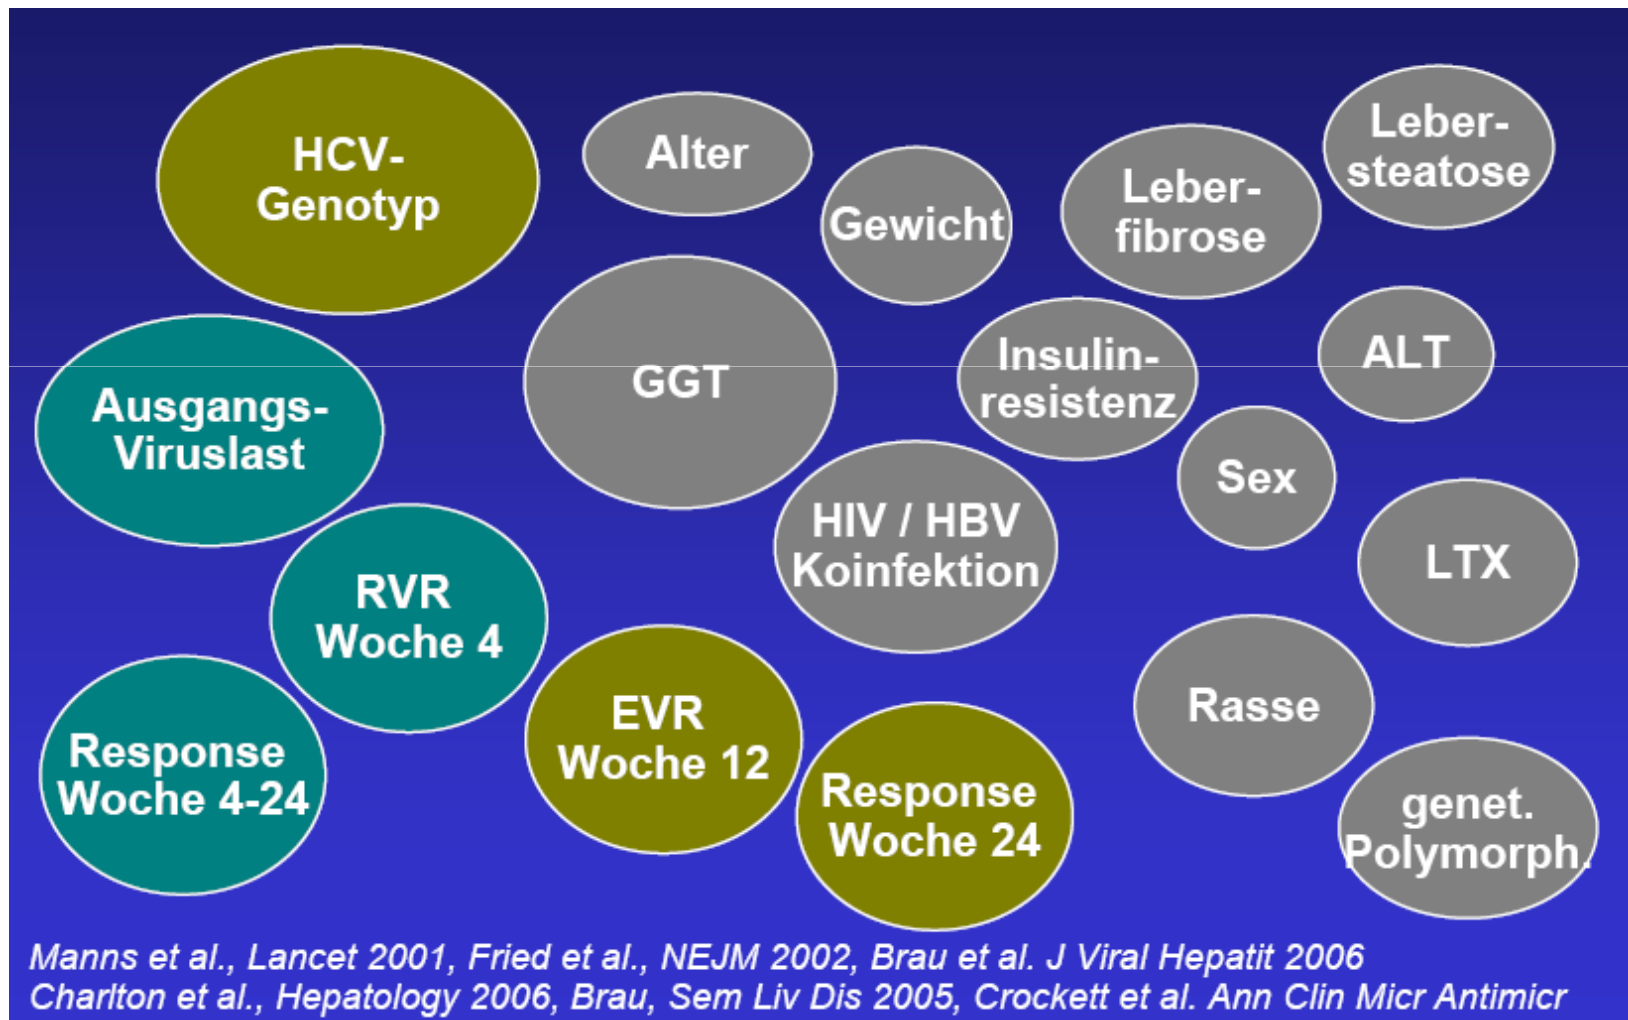 HCV-
Genotyp
Alter
Gewicht
Leber-
fibrose
Leber-
steatose
Ausgangs-
Viruslast
GGT
Insulin-
resistenz
ALT
Sex
RVR
Woche 4
HIV / HBV
Koinfektion
LTX
Response
Woche 4-24
EVR
Woche 12
Response
Woche 24
Rasse
genet.
Polymorph.
Manns et al., Lancet 2001, Fried et al., NEJM 2002, Brau et al. J Viral Hepatit 2006
Charlton et al., Hepatology 2006, Brau, Sem Liv Dis 2005, Crockett et al. Ann Clin Micr Antimicr